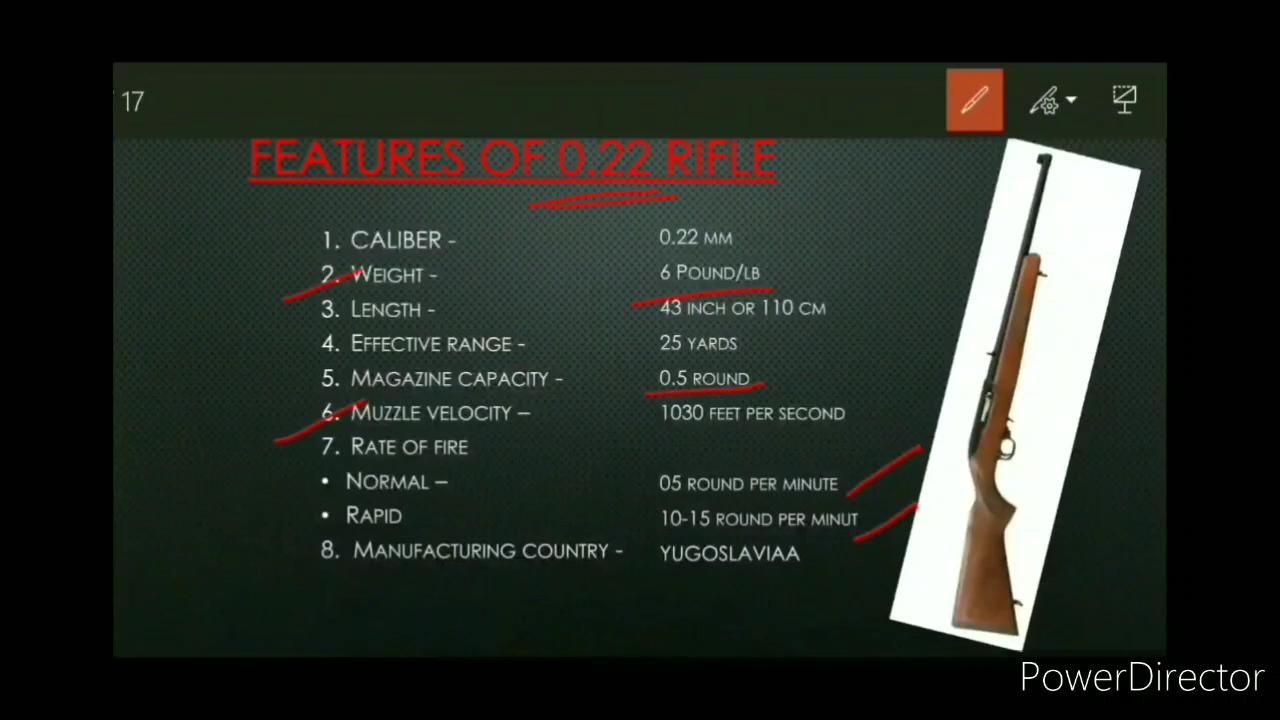 17
FEATURES OF 0.22 RIFLE
1. CALIBER - 0.22 MM
2. WEIGHT - 6 POUND/LB
3. LENGTH - 43 INCH OR 110 CM
4. EFFECTIVE RANGE - 25 YARDS
5. MAGAZINE CAPACITY - 0.5 ROUND
6. MUZZLE VELOCITY – 1030 FEET PER SECOND
7. RATE OF FIRE
• NORMAL – 05 ROUND PER MINUTE
• RAPID 10-15 ROUND PER MINUT
8. MANUFACTURING COUNTRY - YUGOSLAVIAA
PowerDirector